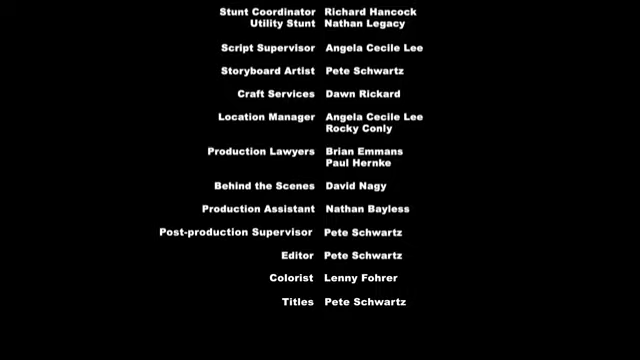 Stunt Coordinator Richard Hancock
Utility Stunt Nathan Legacy
Script Supervisor Angela Cecile Lee
Storyboard Artist Pete Schwartz
Craft Services Dawn Rickard
Location Manager Angela Cecile Lee
Rocky Conly
Production Lawyers Brian Emmans
Paul Hernke
Behind the Scenes David Nagy
Production Assistant Nathan Bayless
Post-production Supervisor Pete Schwartz
Editor Pete Schwartz
Colorist Lenny Fohrer
Titles Pete Schwartz